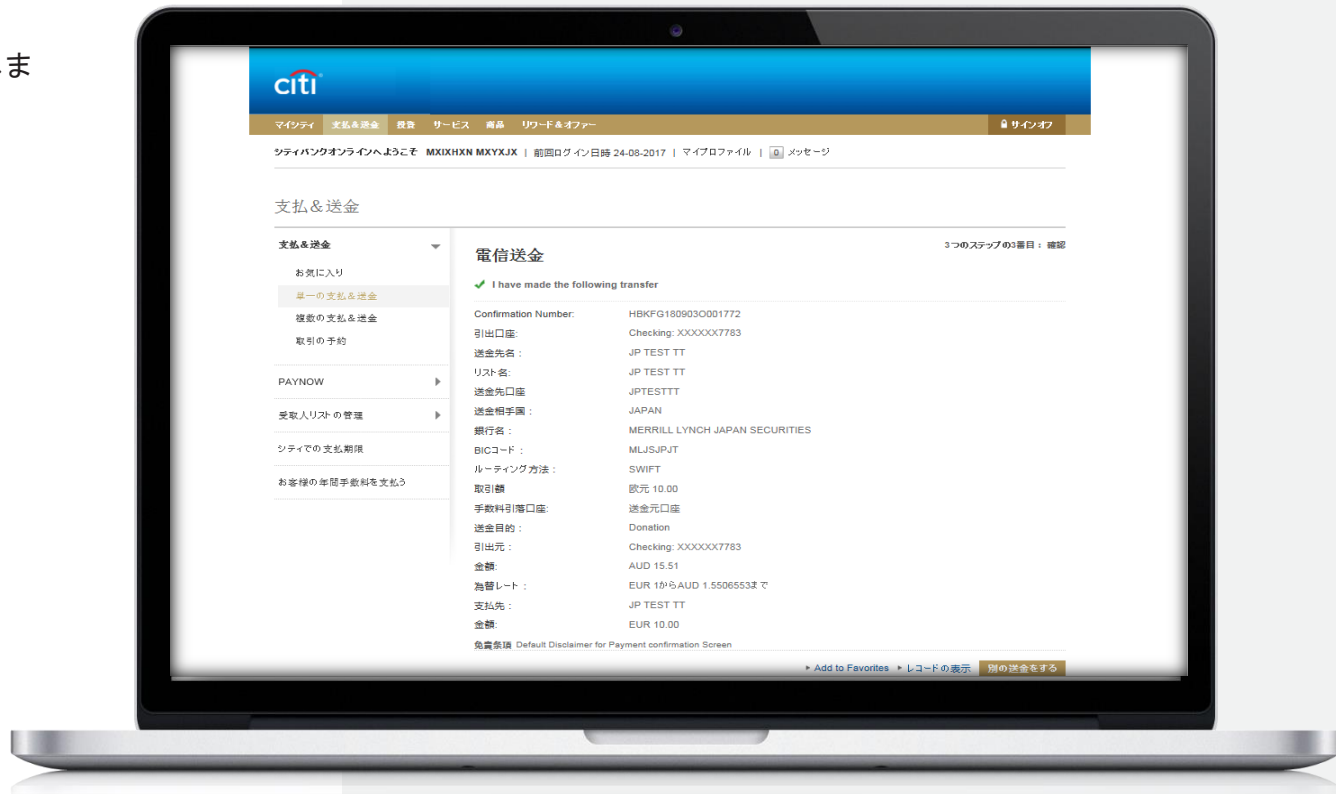 ま
citi
マイシティ 支払&送金 投資 サービス 商品 リワード&オファー サインオフ
シティバンクオンラインへようこそ MXIXHXN MXYXJX | 前回ログイン日時 24-08-2017 | マイプロファイル | 0 メッセージ
支払&送金
支払&送金
お気に入り
単一の支払&送金
複数の支払&送金
取引の予約
PAYNOW
受取人リストの管理
シティでの支払期限
お客様の年間手数料を支払う
電信送金
3つのステップの3番目: 確認
I have made the following transfer
Confirmation Number: HBKFG180903O001772
引出口座: Checking: XXXXXX7783
送金先名: JP TEST TT
リスト名: JP TEST TT
送金先口座 JPTESTTT
送金相手国: JAPAN
銀行名: MERRILL LYNCH JAPAN SECURITIES
BICコード: MLJSJPJT
ルーティング方法: SWIFT
取引額 欧元 10.00
手数料引落口座: 送金元口座
送金目的: Donation
引出元: Checking: XXXXXX7783
金額: AUD 15.51
為替レート: EUR 1からAUD 1.5506553まで
支払先: JP TEST TT
金額: EUR 10.00
免責条項 Default Disclaimer for Payment confirmation Screen
Add to Favorites レコードの表示 別の送金をする